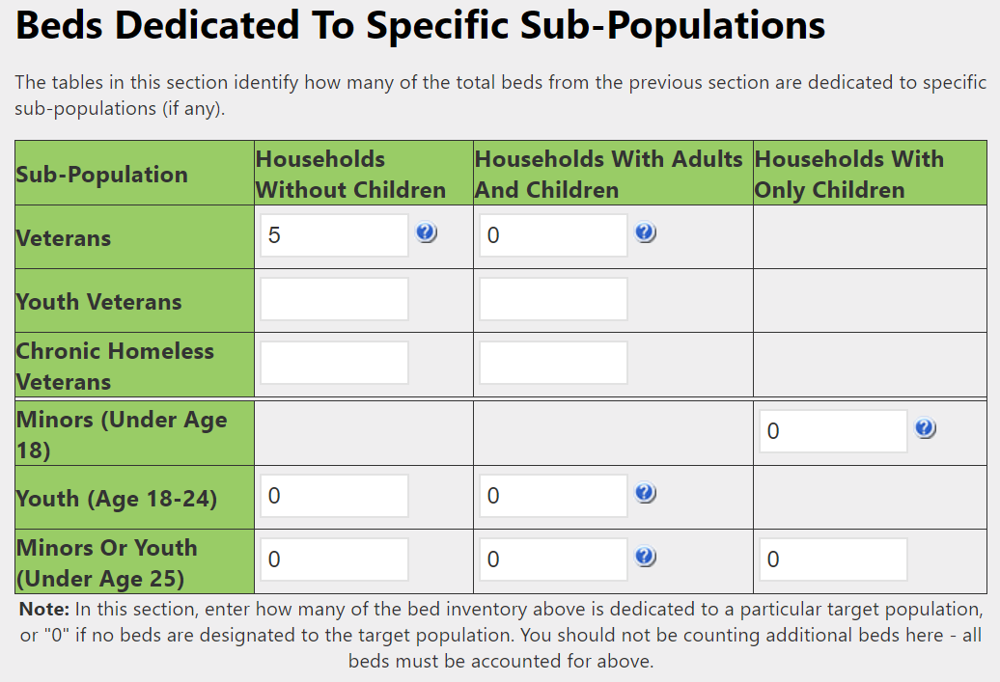 Beds Dedicated To Specific Sub-Populations
The tables in this section identify how many of the total beds from the previous section are dedicated to specific
sub-populations (if any).
Sub-Population
Households
Without Children
Households With Adults
And Children
Households With
Only Children
Veterans
5
?
0
?
Youth Veterans
Chronic Homeless
Veterans
Minors (Under Age
18)
0
?
Youth (Age 18-24)
0
0
?
Minors Or Youth
(Under Age 25)
0
0
?
0
Note: In this section, enter how many of the bed inventory above is dedicated to a particular target population,
or "0" if no beds are designated to the target population. You should not be counting additional beds here - all
beds must be accounted for above.